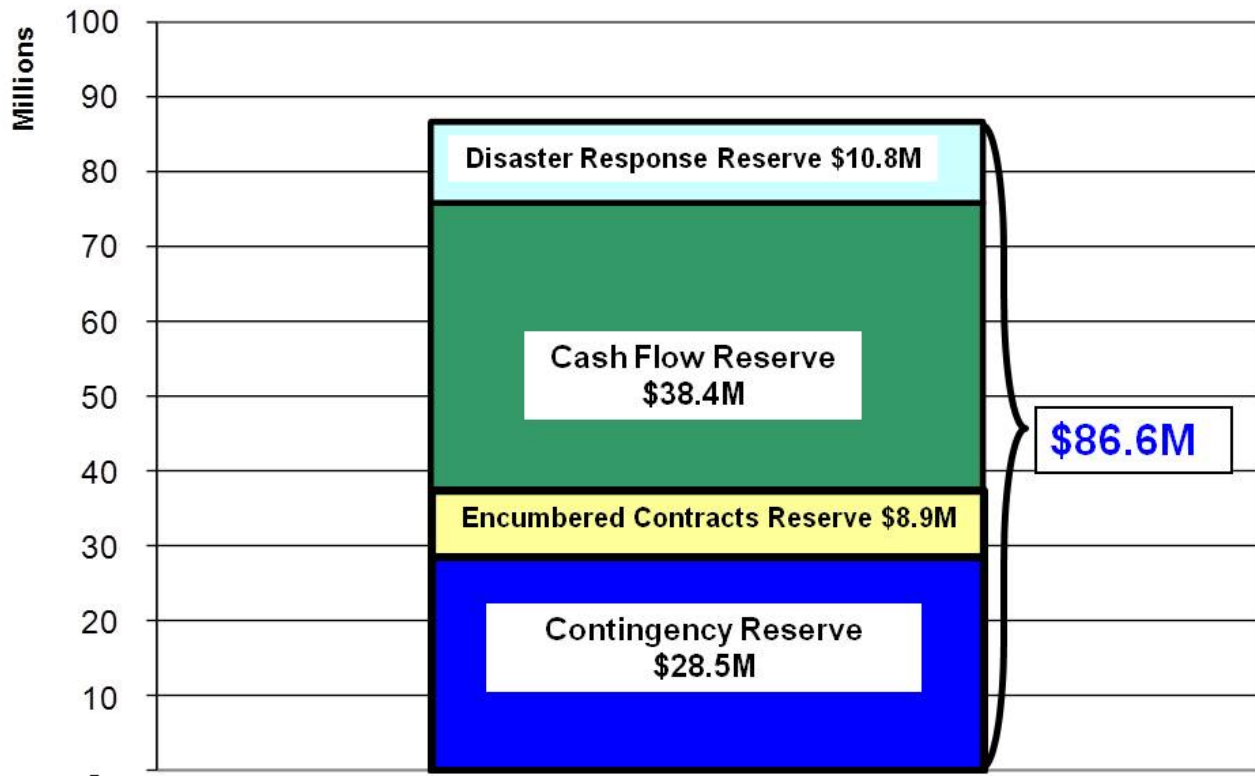 Millions
100
90
80
70
60
50
40
30
20
10
Disaster Response Reserve $10.8M
Cash Flow Reserve
$38.4M
Encumbered Contracts Reserve $8.9M
Contingency Reserve
$28.5M
$86.6M